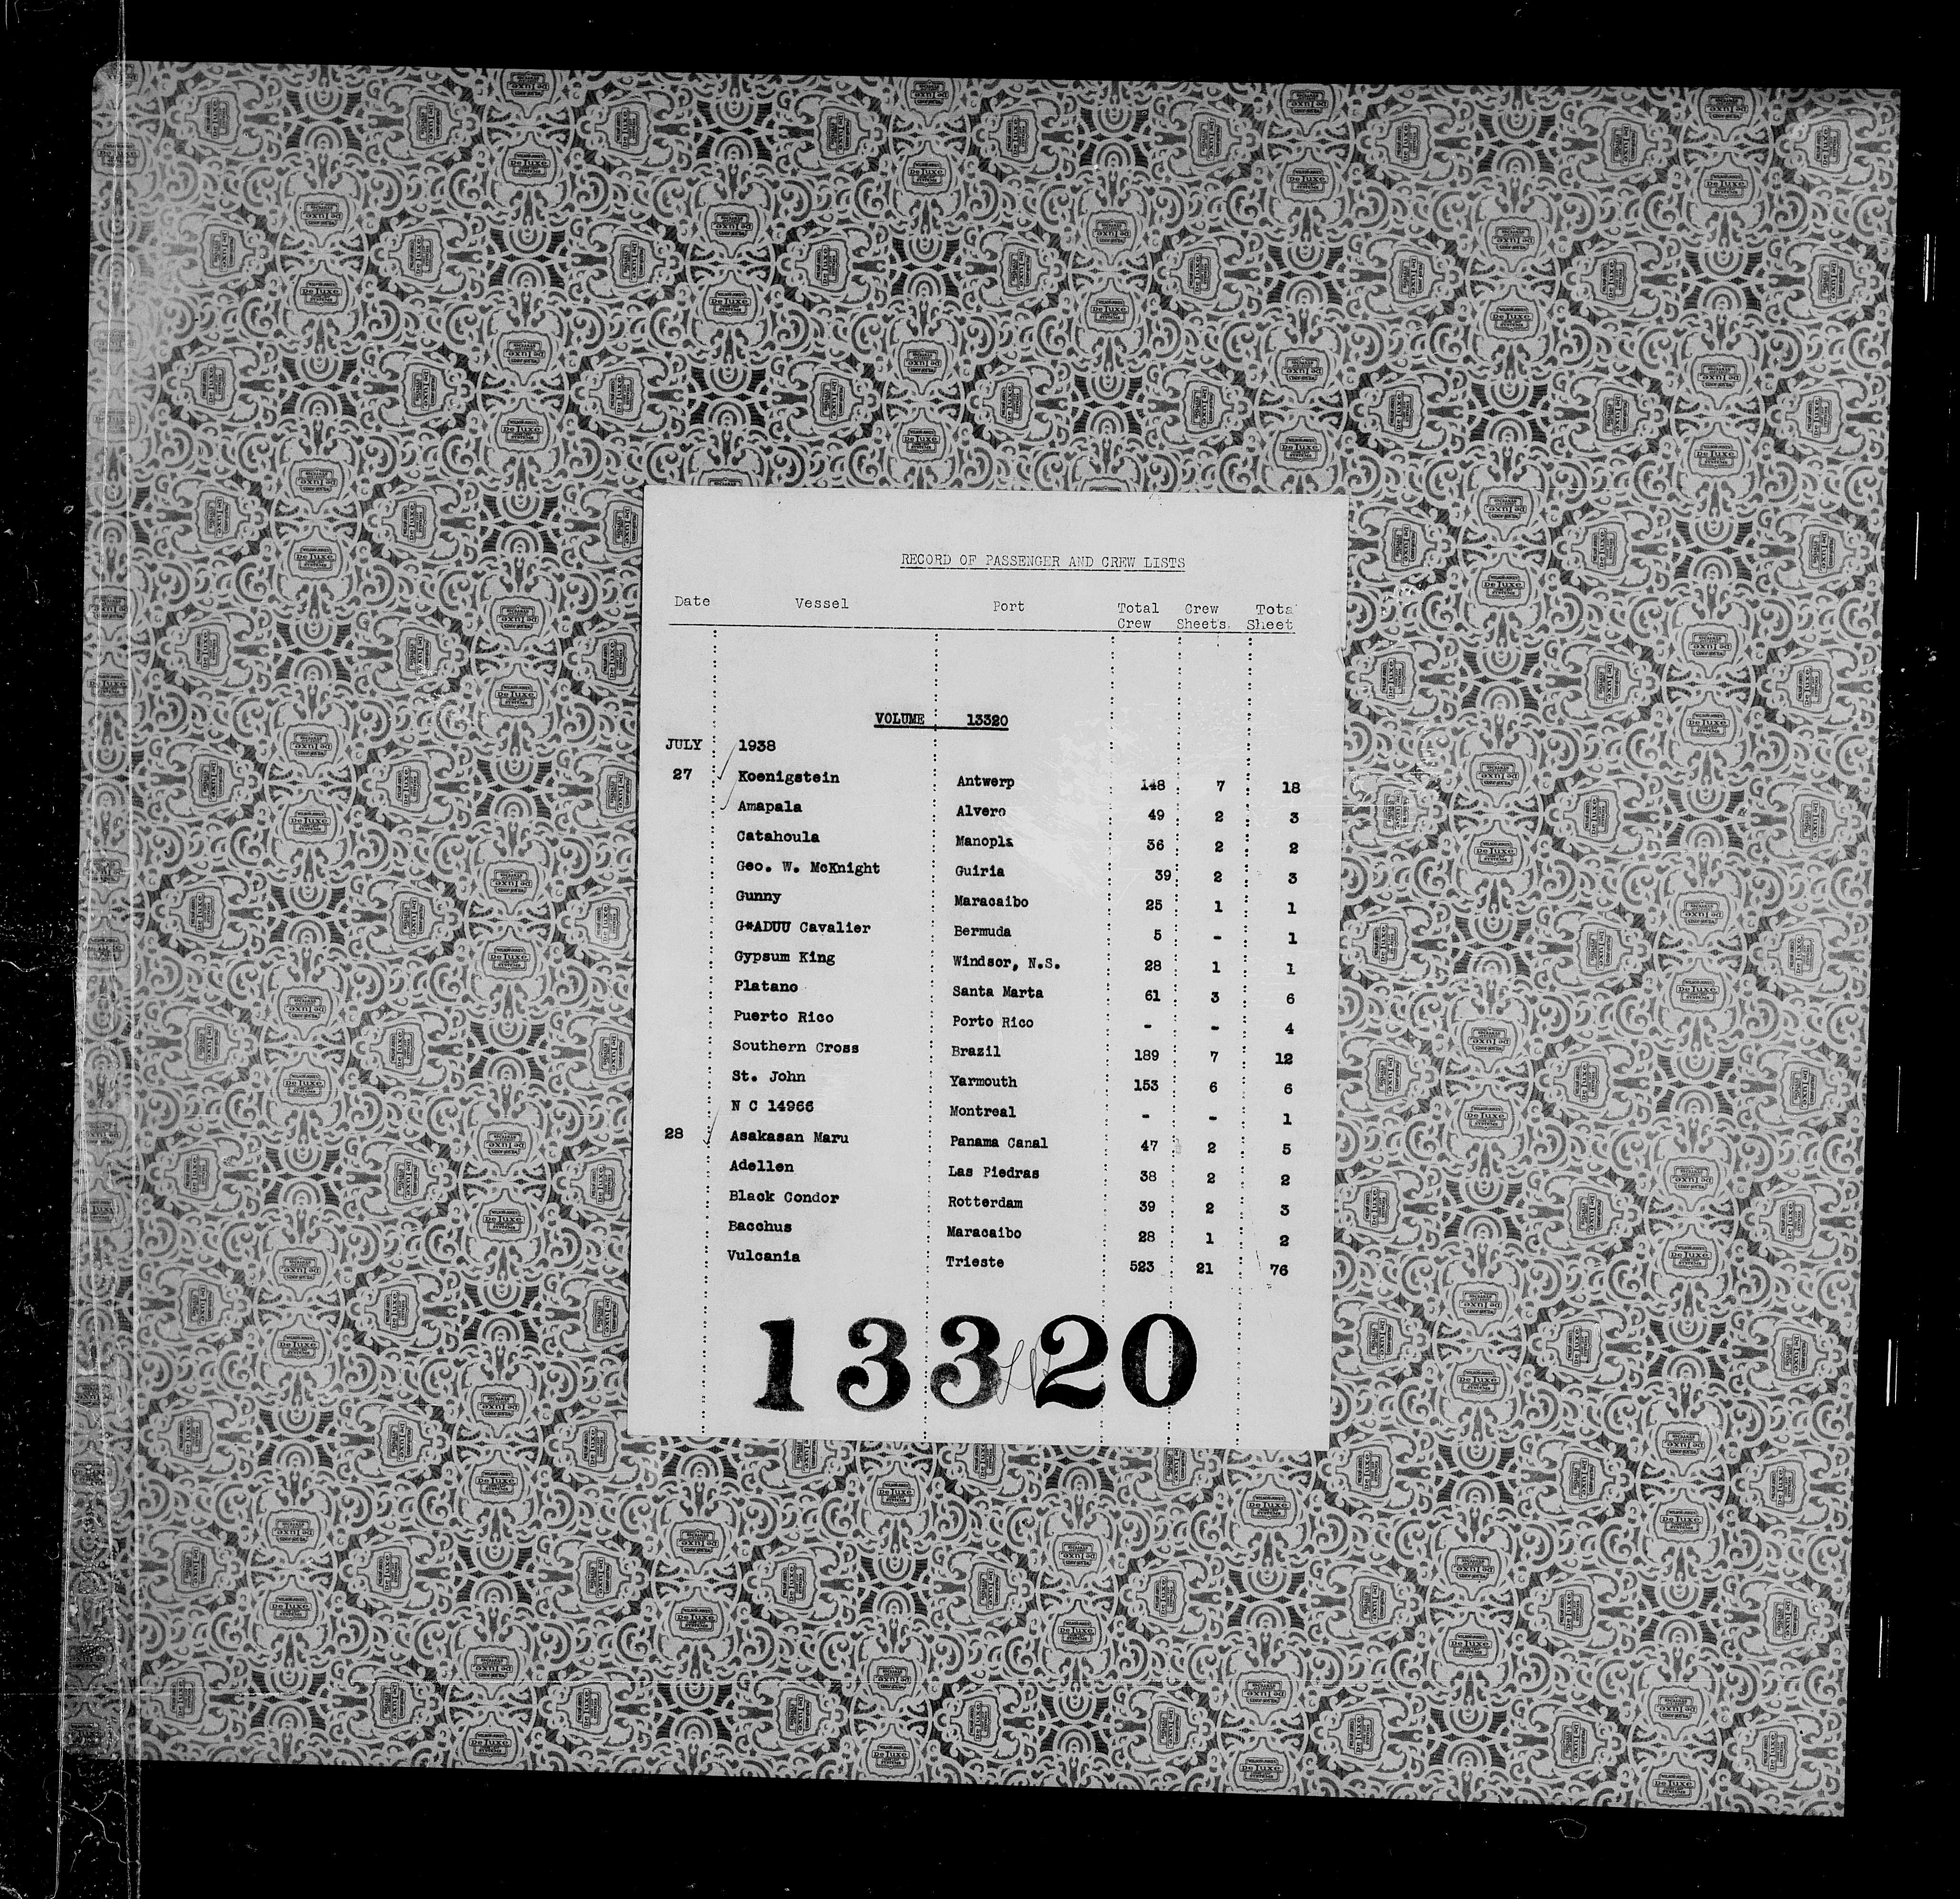 RECORD OF PASSENGER AND CREW LISTS
Date Vessel Port Total Crew Crew Sheets Tota Sheet
VOLUME 13320
JULY 1938
27 Koenigstein Antwerp 148 7 18
Amapala Alvero 49 2 3
Catahoula Manopla 36 2 2
Geo. W. McKnight Guiria 39 2 3
Gunny Maracaibo 25 1 1
G*ADUU Cavalier Bermuda 5 - 1
Gypsum King Windsor, N.S. 28 1 1
Platano Santa Marta 61 3 6
Puerto Rico Porto Rico - - 4
Southern Cross Brazil 189 7 12
St. John Yarmouth 153 6 6
N C 14966 Montreal - - 1
28 Asakasan Maru Panama Canal 47 2 5
Adellen Las Piedras 38 2 2
Black Condor Rotterdam 39 2 3
Bacchus Maracaibo 28 1 2
Vulcania Trieste 523 21 76
13320